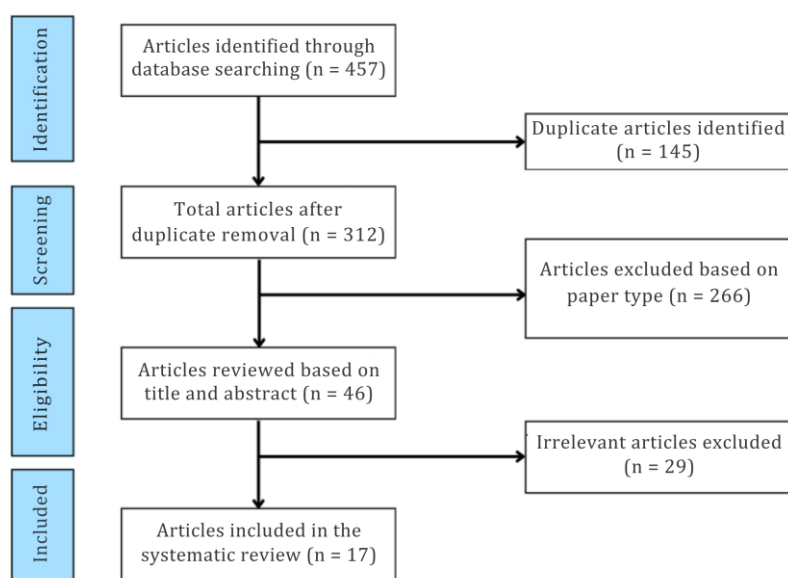 Identification
Articles identified through
database searching (n = 457)
Duplicate articles identified
(n = 145)
Screening
Total articles after
duplicate removal (n = 312)
Articles excluded based on
paper type (n = 266)
Eligibility
Articles reviewed based on
title and abstract (n = 46)
Irrelevant articles excluded
(n = 29)
Included
Articles included in the
systematic review (n = 17)